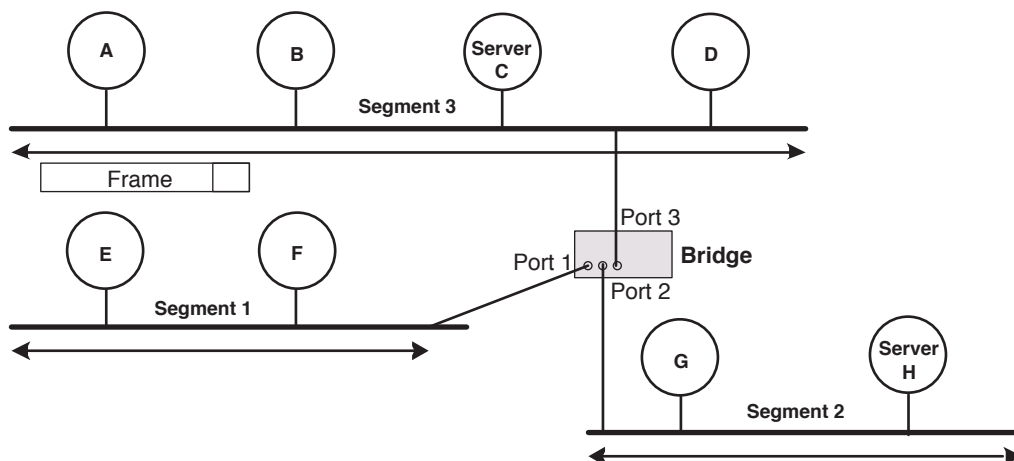 A
B
Server
C
D
Segment 3
Frame
E
F
Port 3
Port 1
Bridge
Port 2
Segment 1
G
Server
H
Segment 2